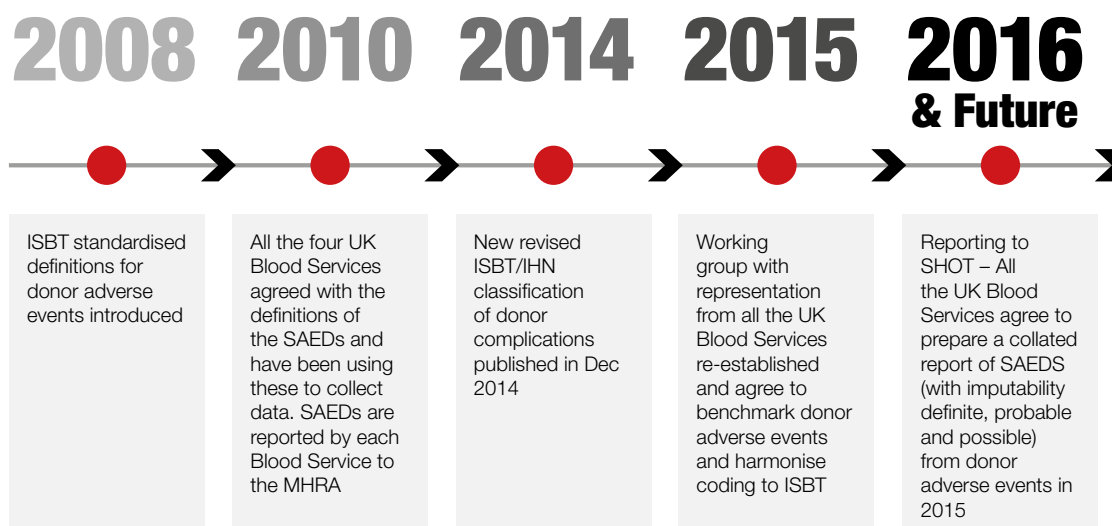 2008
2010
2014
2015
2016
& Future
ISBT standardised
definitions for
donor adverse
events introduced
All the four UK
Blood Services
agreed with the
definitions of
the SAEDs and
have been using
these to collect
data. SAEDs are
reported by each
Blood Service to
the MHRA
New revised
ISBT/IHN
classification
of donor
complications
published in Dec
2014
Working
group with
representation
from all the UK
Blood Services
re-established
and agree to
benchmark donor
adverse events
and harmonise
coding to ISBT
Reporting to
SHOT – All
the UK Blood
Services agree to
prepare a collated
report of SAEDS
(with imputability
definite, probable
and possible)
from donor
adverse events in
2015